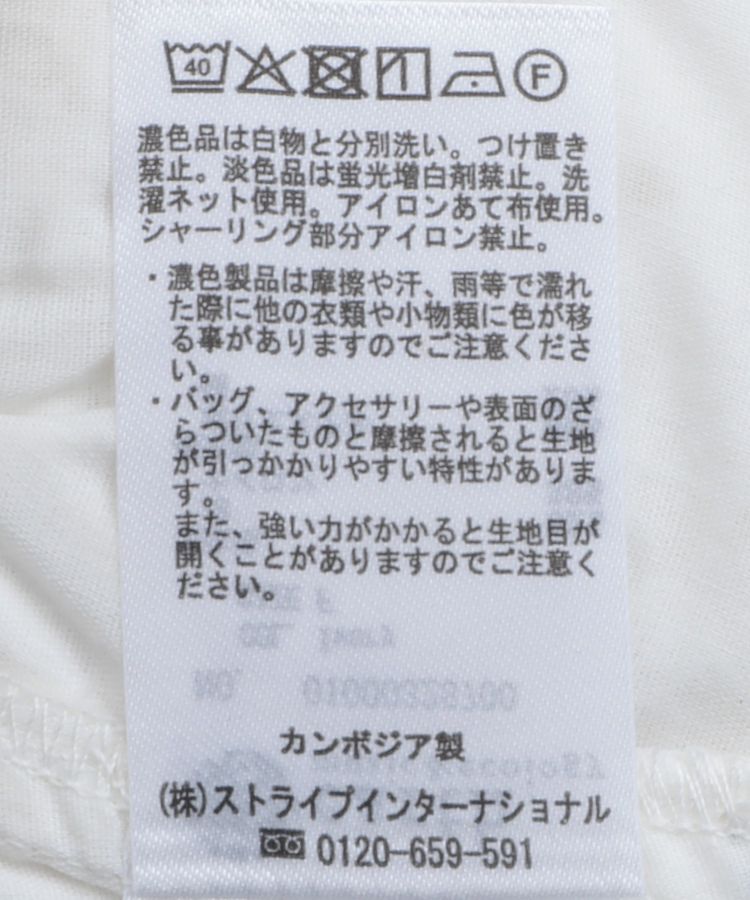 40 F
濃色品は白物と分別洗い。つけ置き
禁止。淡色品は蛍光増白剤禁止。洗
濯ネット使用。アイロンあて布使用。
シャーリング部分アイロン禁止。
・濃色製品は摩擦や汗、雨等で濡れ
た際に他の衣類や小物類に色が移
る事がありますのでご注意くださ
い。
・バッグ、アクセサリーや表面のざ
らついたものと摩擦されると生地
が引っかかりやすい特性がありま
す。
また、強い力がかかると生地目が
開くことがありますのでご注意く
ださい。
カンボジア製
(株)ストライプインターナショナル
0120-659-591